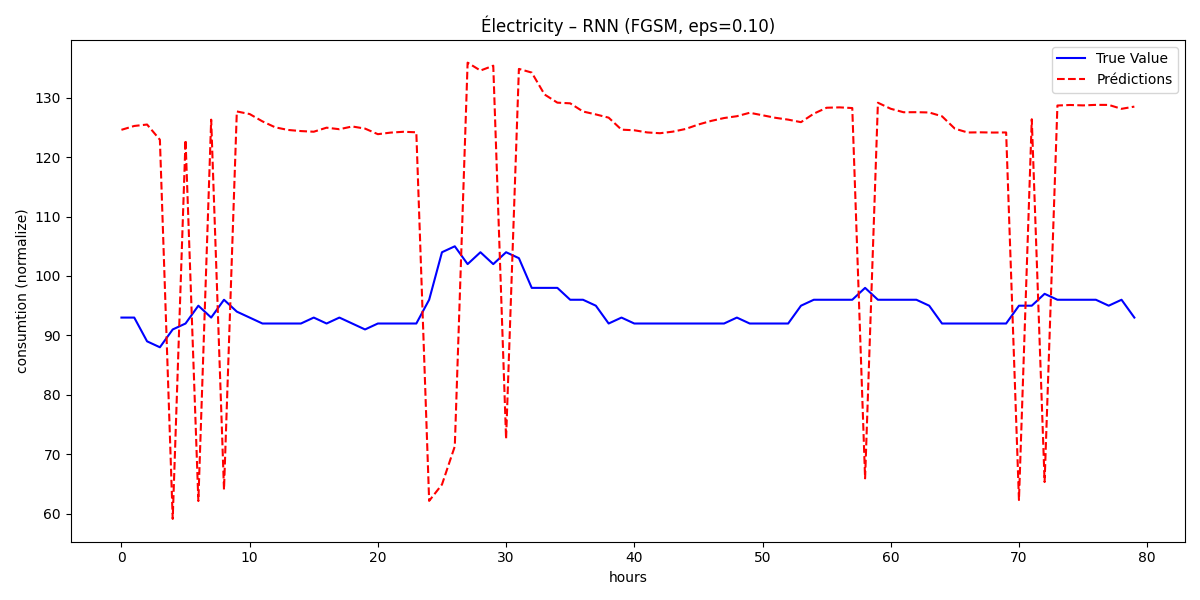 Électricity – RNN (FGSM, eps=0.10)
True Value
Prédictions
consumtion (normalize)
130
120
110
100
90
80
70
60
0 10 20 30 40 50 60 70 80
hours